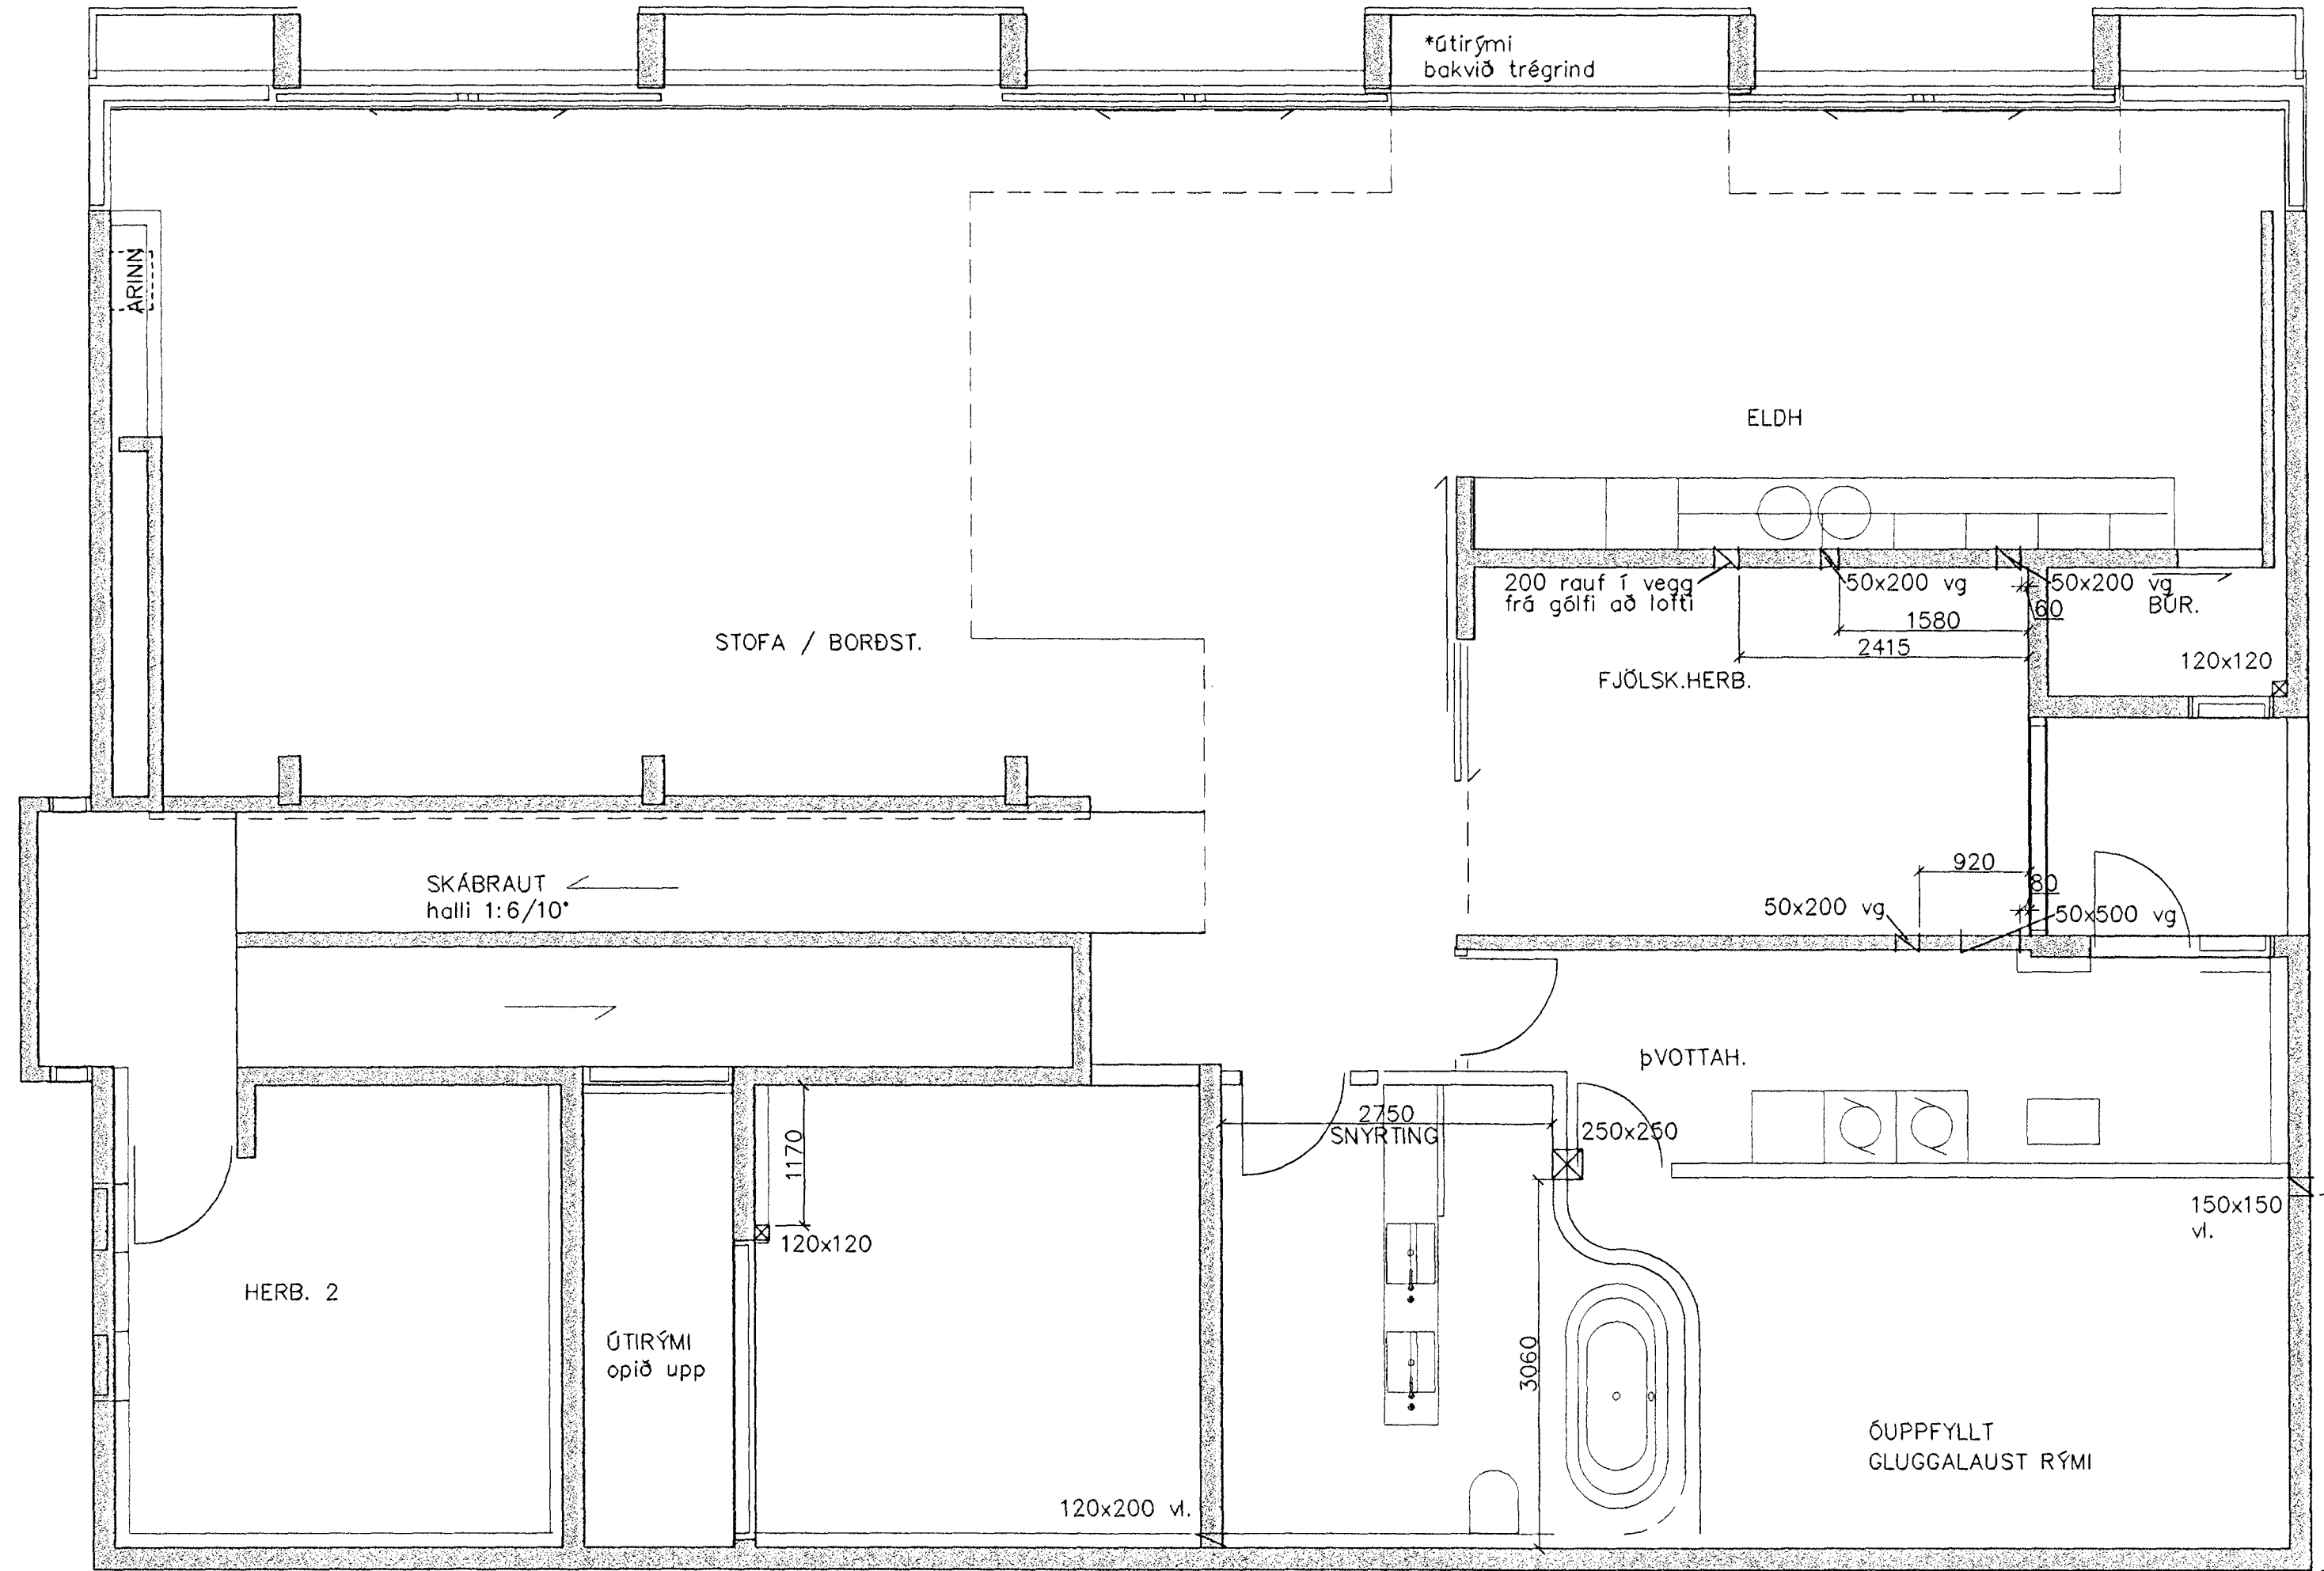 *útirými
bakvið trégrind
ARINN
ELDH
200 rauf í vegg
frá gólfi að lofti
50x200 vg
50x200 vg
60
BÚR.
1580
2415
120x120
STOFA / BORÐST.
FJÖLSK.HERB.
SKÁBRAUT
halli 1:6/10°
920
80
50x200 vg
50x500 vg
ÞVOTTAH.
2750
SNYRTING
250x250
1170
120x120
150x150
vl.
HERB. 2
ÚTIRÝMI
opið upp
3060
ÓUPPFYLLT
GLUGGALAUST RÝMI
120x200 vl.